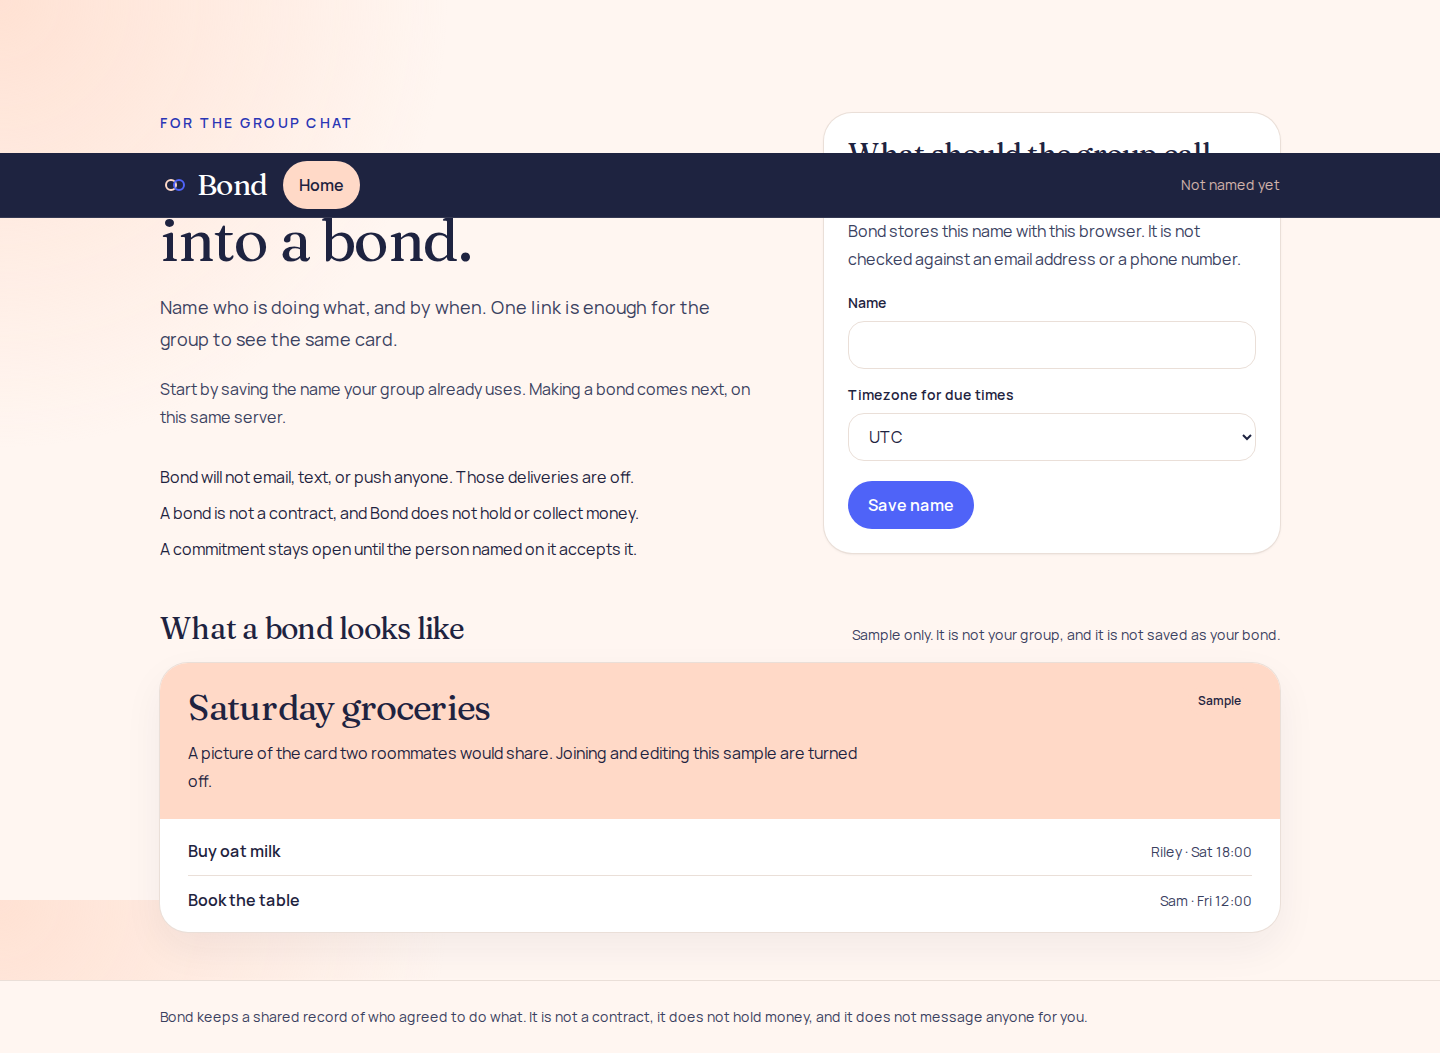 FOR THE GROUP CHAT
What should the group call
Bond
Home
Not named yet
into a bond.
Bond stores this name with this browser. It is not
checked against an email address or a phone number.
Name who is doing what, and by when. One link is enough for the
group to see the same card.
Start by saving the name your group already uses. Making a bond comes next, on
this same server.
Bond will not email, text, or push anyone. Those deliveries are off.
A bond is not a contract, and Bond does not hold or collect money.
A commitment stays open until the person named on it accepts it.
Name
Timezone for due times
UTC
Save name
What a bond looks like
Sample only. It is not your group, and it is not saved as your bond.
Saturday groceries
Sample
A picture of the card two roommates would share. Joining and editing this sample are turned
off.
Buy oat milk
Riley · Sat 18:00
Book the table
Sam · Fri 12:00
Bond keeps a shared record of who agreed to do what. It is not a contract, it does not hold money, and it does not message anyone for you.